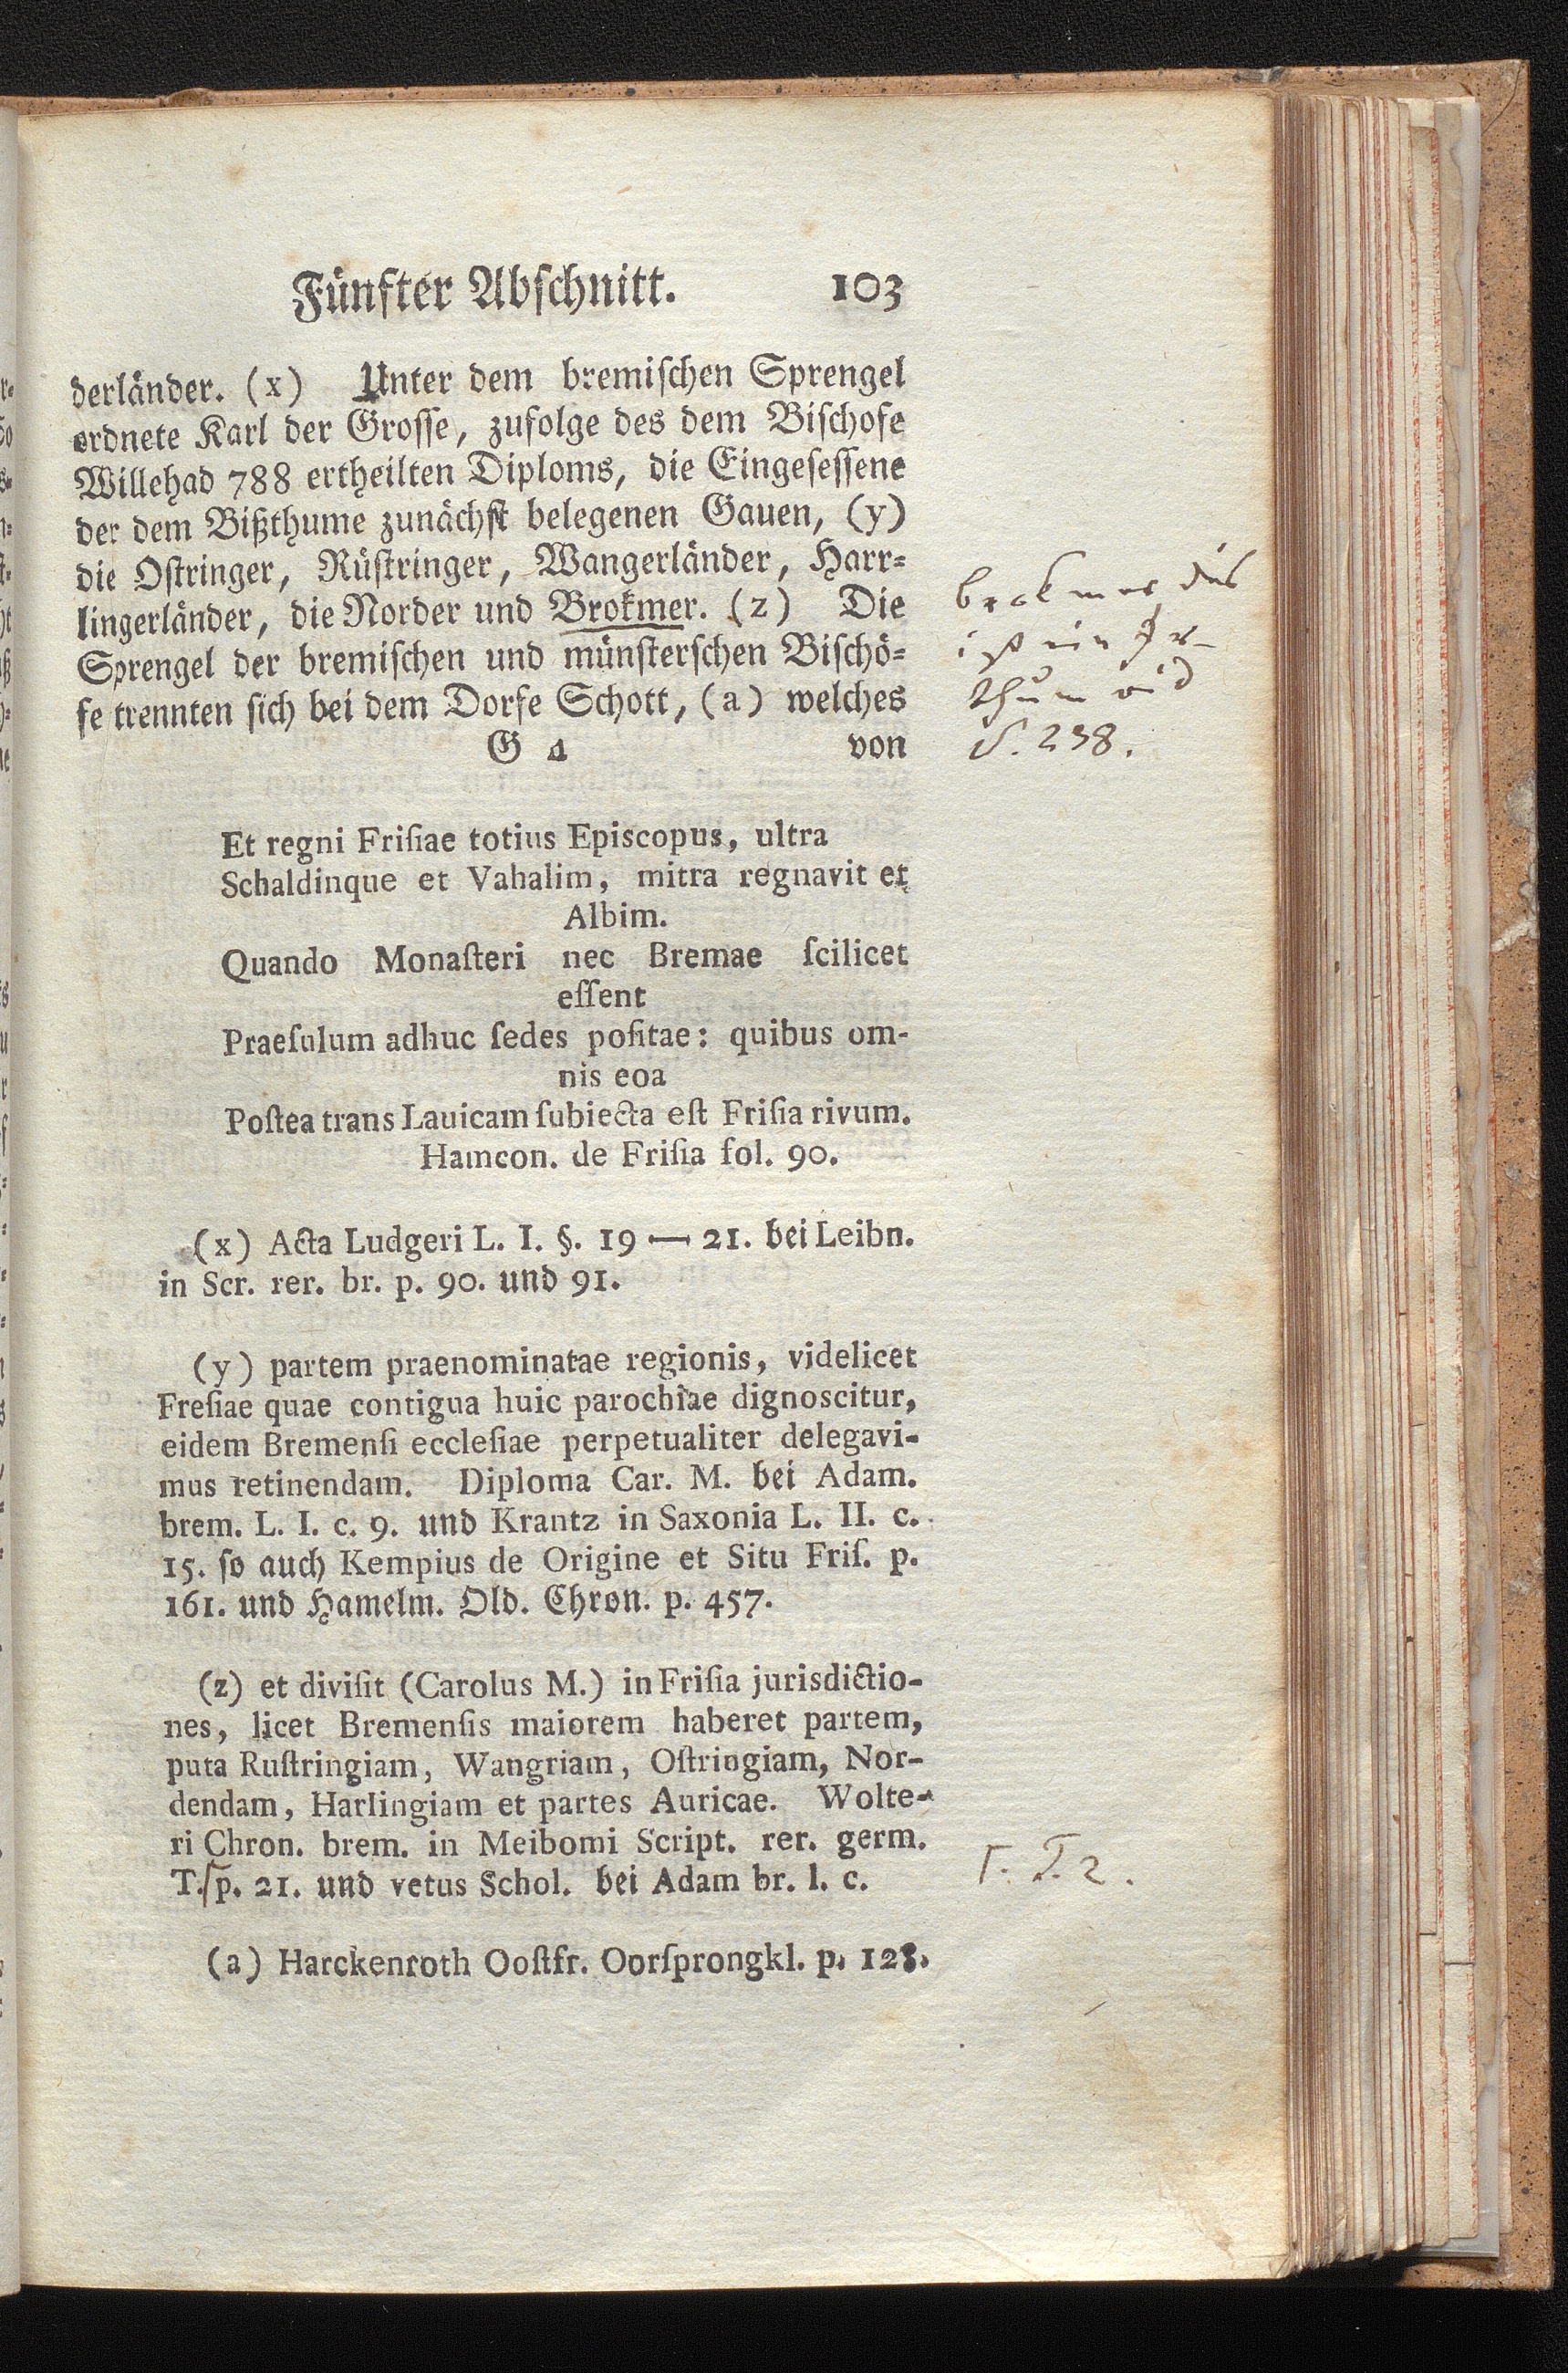 Fünfter Abschnitt. 103
derländer. (x) Unter dem bremischen Sprengel
ordnete Karl der Grosse, zufolge des dem Bischofe
Willehad 788 ertheilten Diploms, die Eingesessene
der dem Bißthume zunächst belegenen Gauen, (y)
die Ostringer, Rüstringer, Wangerländer, Harr-
lingerländer, die Norder und Brokmer. (z) Die
Sprengel der bremischen und münsterschen Bischö-
fe trennten sich bei dem Dorfe Schott, (a) welches
G 4 von
brokmer dis
ist ein Ir-
thum vid
S. 238.
Et regni Friſiae totius Episcopus, ultra
Schaldinque et Vahalim, mitra regnavit et
Albim.
Quando Monaſteri nec Bremae ſcilicet
eſſent
Praeſulum adhuc ſedes poſitae: quibus om-
nis eoa
Poſtea trans Lauicam ſubiecta eſt Friſia rivum.
Hamcon. de Friſia fol. 90.
(x) Acta Ludgeri L. I. §. 19 — 21. bei Leibn.
in Scr. rer. br. p. 90. und 91.
(y) partem praenominatae regionis, videlicet
Freſiae quae contigua huic parochiae dignoscitur,
eidem Bremenſi eccleſiae perpetualiter delegavi-
mus retinendam. Diploma Car. M. bei Adam.
brem. L. I. c. 9. und Krantz in Saxonia L. II. c.
15. so auch Kempius de Origine et Situ Friſ. p.
161. und Hamelm. Old. Chron. p. 457.
(z) et diviſit (Carolus M.) in Friſia jurisdictio-
nes, licet Bremenſis maiorem haberet partem,
puta Ruſtringiam, Wangriam, Oſtringiam, Nor-
dendam, Harlingiam et partes Auricae. Wolte-
ri Chron. brem. in Meibomi Script. rer. germ.
T. p. 21. und vetus Schol. bei Adam br. l. c.
T. 2.
(a) Harckenroth Ooſtfr. Oorſprongkl. p. 128.